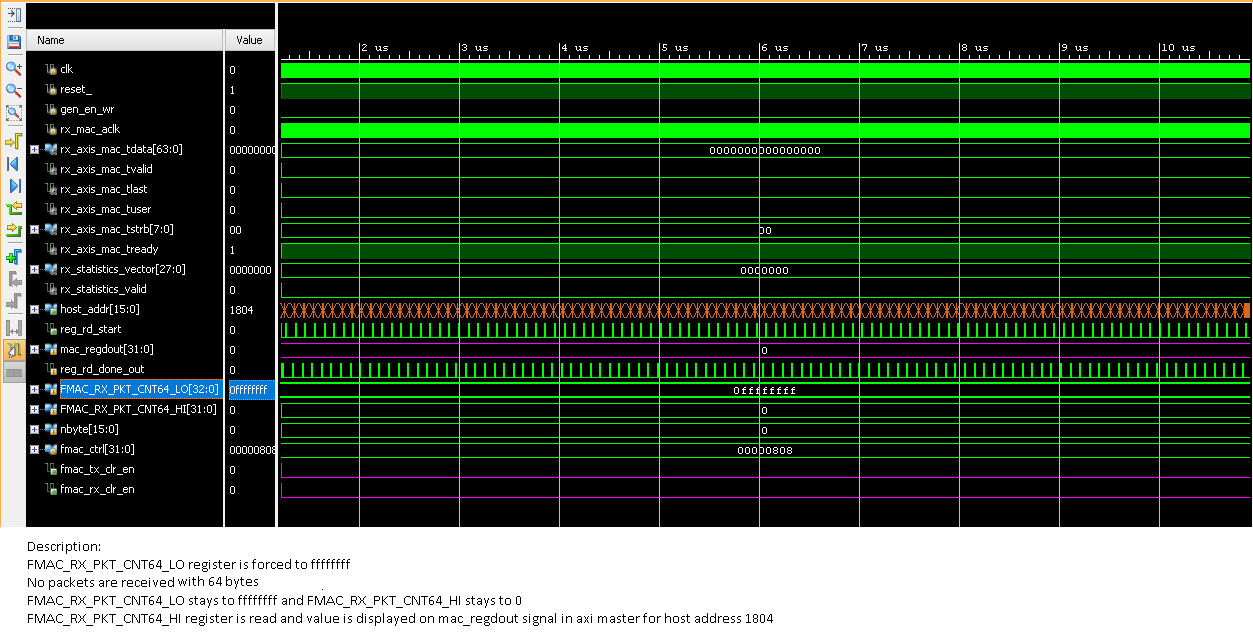 Name Value
2 us 3 us 4 us 5 us 6 us 7 us 8 us 9 us 10 us
clk 0
reset_ 1
gen_en_wr 0
rx_mac_aclk 0
rx_axis_mac_tdata[63:0] 00000000 0000000000000000
rx_axis_mac_tvalid 0
rx_axis_mac_tlast 0
rx_axis_mac_tuser 0
rx_axis_mac_tstrb[7:0] 00 00
rx_axis_mac_tready 1
rx_statistics_vector[27:0] 0000000 0000000
rx_statistics_valid 0
host_addr[15:0] 1804
reg_rd_start 0
mac_regdout[31:0] 0 0
reg_rd_done_out 0
FMAC_RX_PKT_CNT64_LO[32:0] 0ffffffff 0ffffffff
FMAC_RX_PKT_CNT64_HI[31:0] 0 0
nbyte[15:0] 0 0
fmac_ctrl[31:0] 00000808 00000808
fmac_tx_clr_en 0
fmac_rx_clr_en 0
Description:
FMAC_RX_PKT_CNT64_LO register is forced to ffffffff
No packets are received with 64 bytes
FMAC_RX_PKT_CNT64_LO stays to ffffffff and FMAC_RX_PKT_CNT64_HI stays to 0
FMAC_RX_PKT_CNT64_HI register is read and value is displayed on mac_regdout signal in axi master for host address 1804